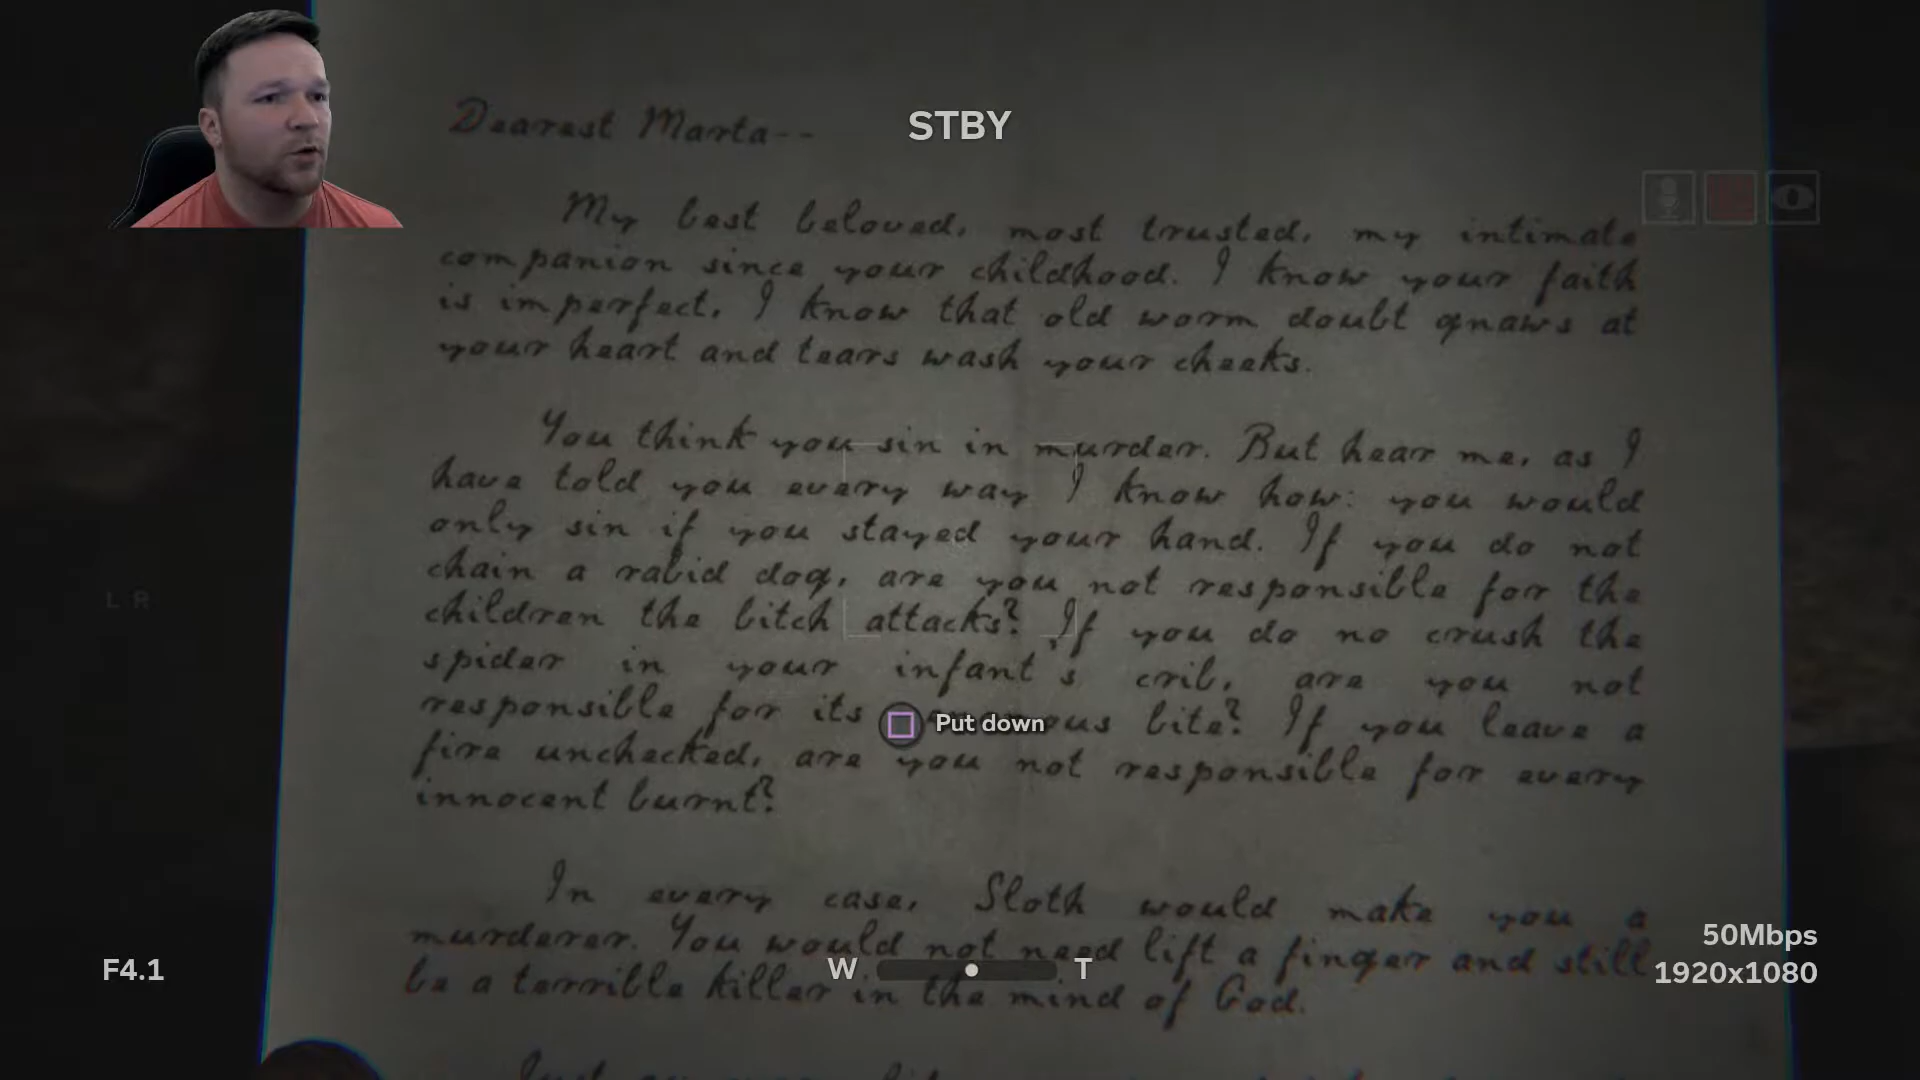 STBY
Dearest Marta--
My best beloved, most trusted, my intimate
companion since your childhood. I know your faith
is imperfect. I know that old worm doubt gnaws at
your heart and tears wash your cheeks.
You think you sin in murder. But hear me, as I
have told you every way I know how: you would
only sin if you stayed your hand. If you do not
chain a rabid dog, are you not responsible for the
children the bitch attacks? If you do no crush the
spider in your infant's crib, are you not
responsible for its bite? If you leave a
Put down
fire unchecked, are you not responsible for every
innocent burnt?
In every case, Sloth would make you a
murderer. You would not need lift a finger and still
be a terrible killer in the mind of God.
L R
F4.1
W T
50Mbps
1920x1080